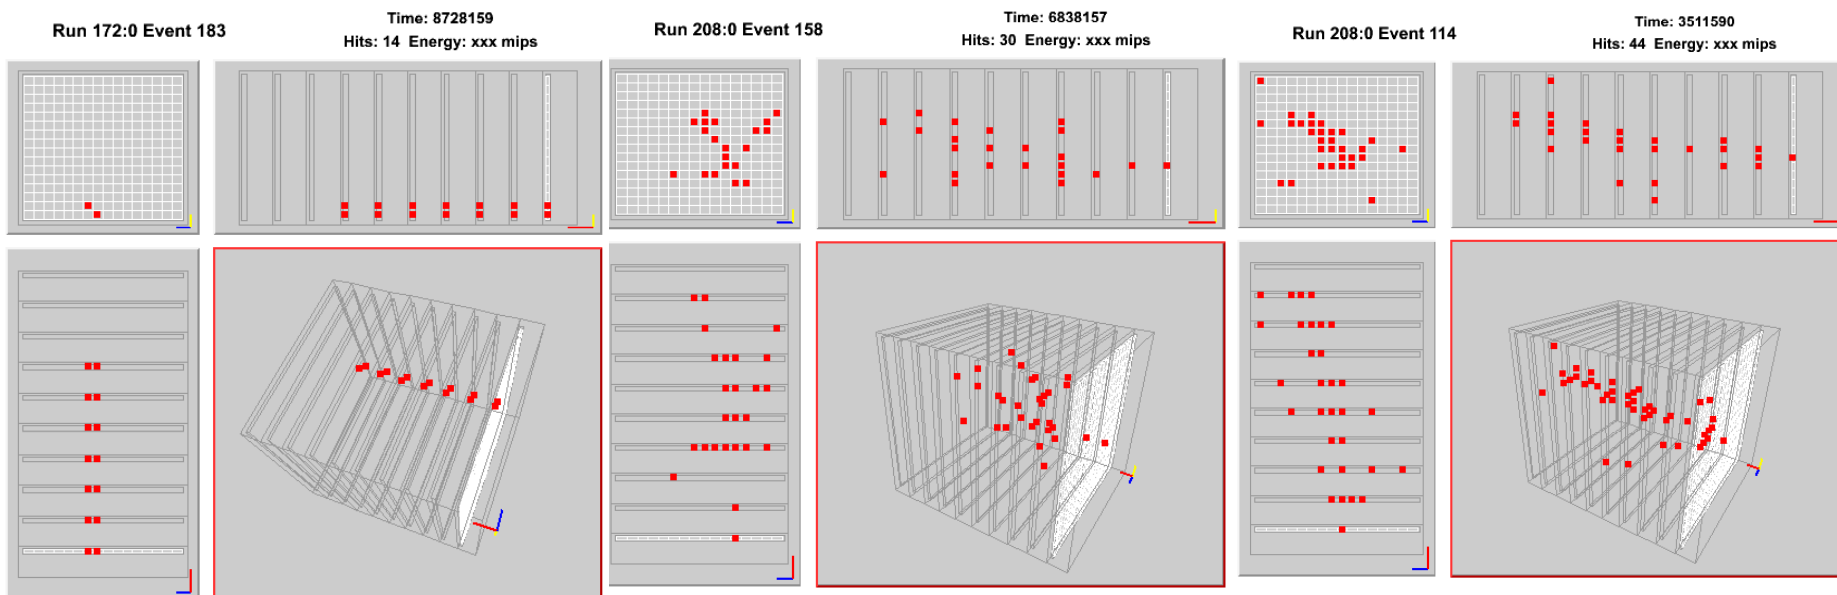 Run 172:0 Event 183
Time: 8728159
Hits: 14 Energy: xxx mips
Run 208:0 Event 158
Time: 6838157
Hits: 30 Energy: xxx mips
Run 208:0 Event 114
Time: 3511590
Hits: 44 Energy: xxx mips